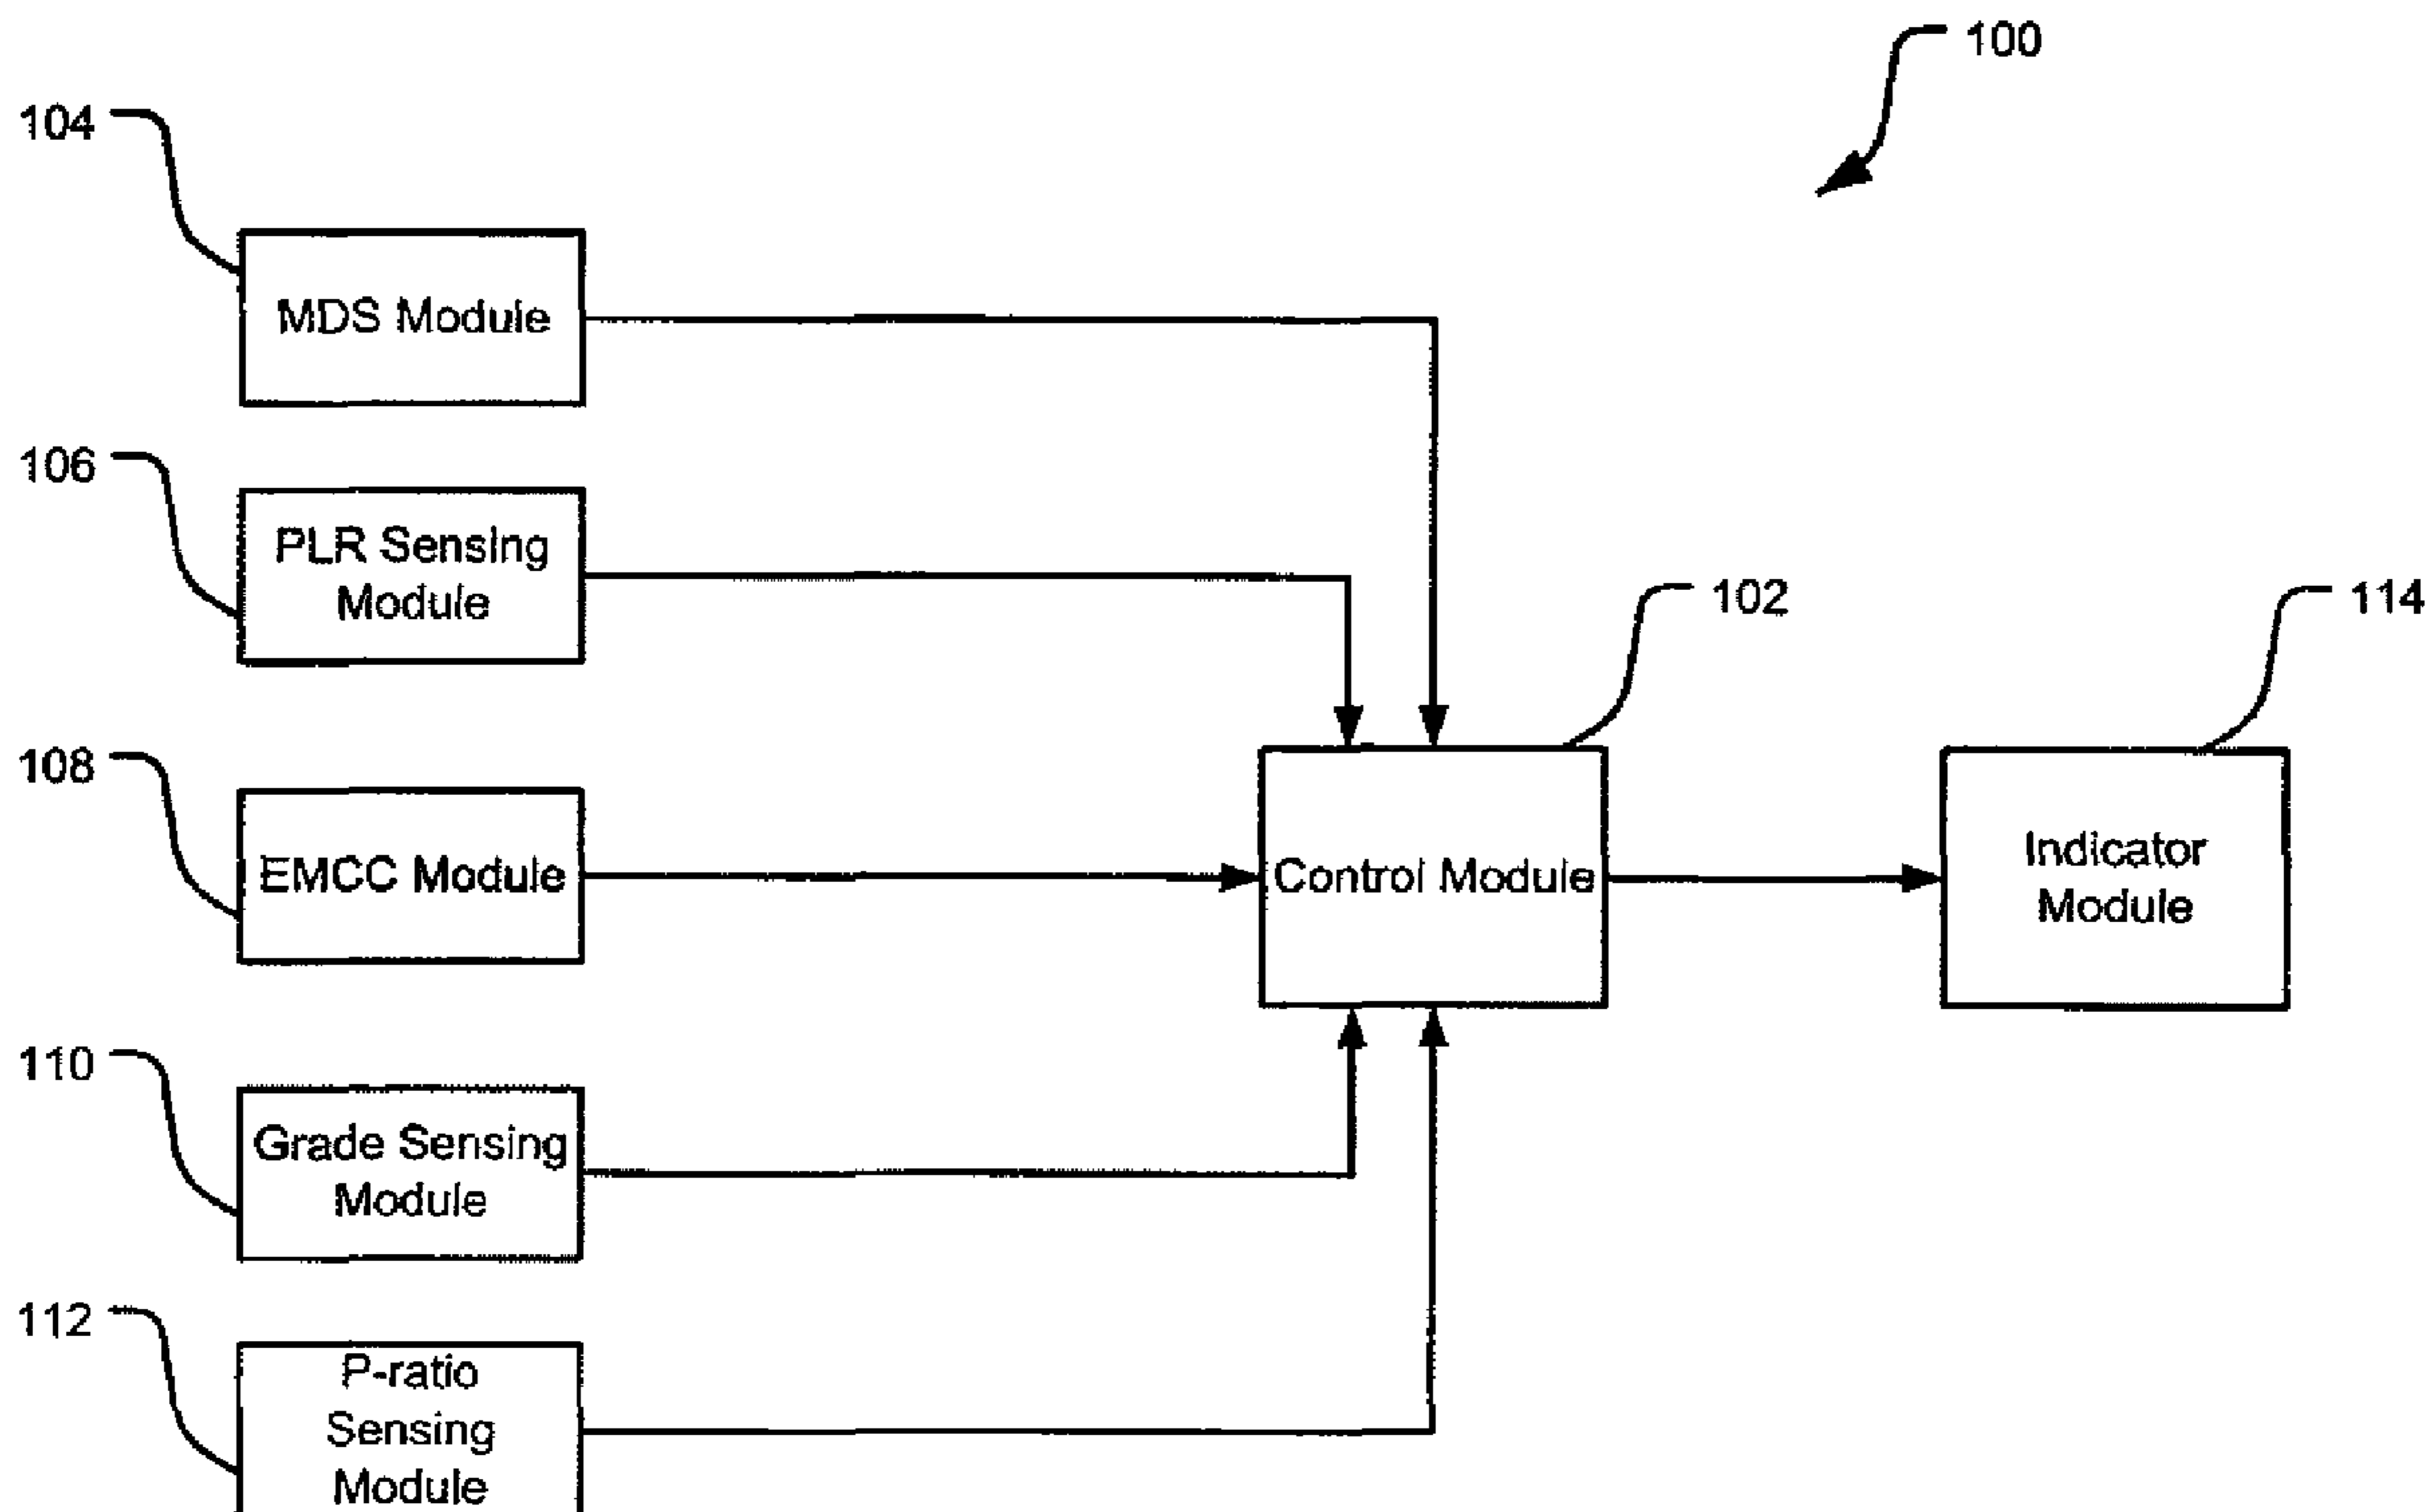 100
104
MDS Module
106
PLR Sensing
Module
102
114
108
EMCC Module
Control Module
Indicator
Module
110
Grade Sensing
Module
112
P-ratio
Sensing
Module